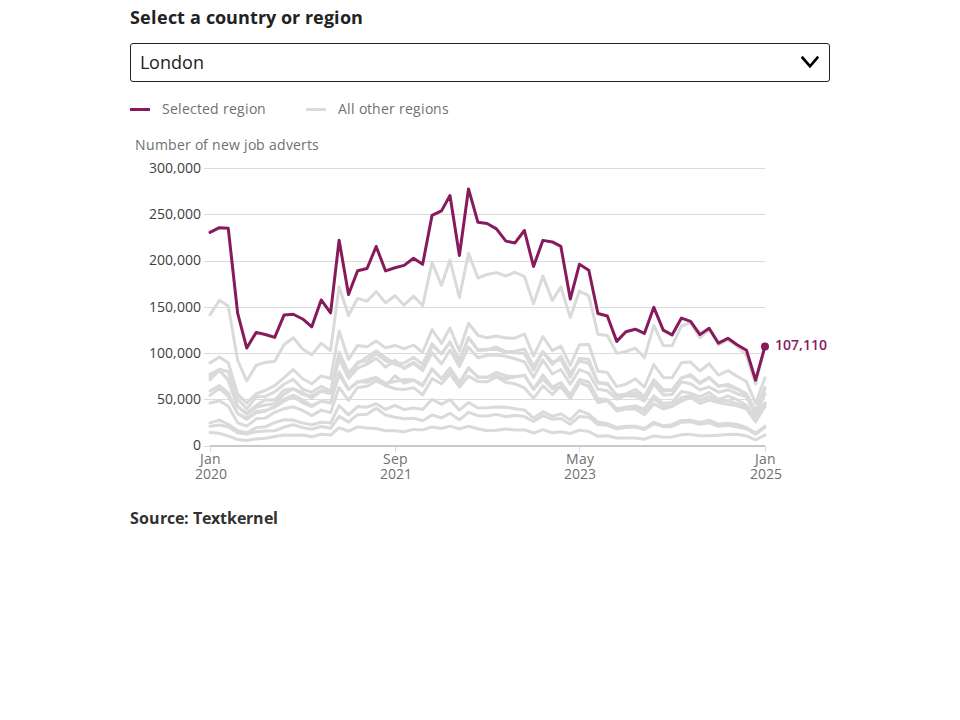 Select a country or region
London
Selected region
All other regions
Number of new job adverts
300,000
250,000
200,000
150,000
100,000
50,000
0
107,110
Jan
2020
Sep
2021
May
2023
Jan
2025
Source: Textkernel